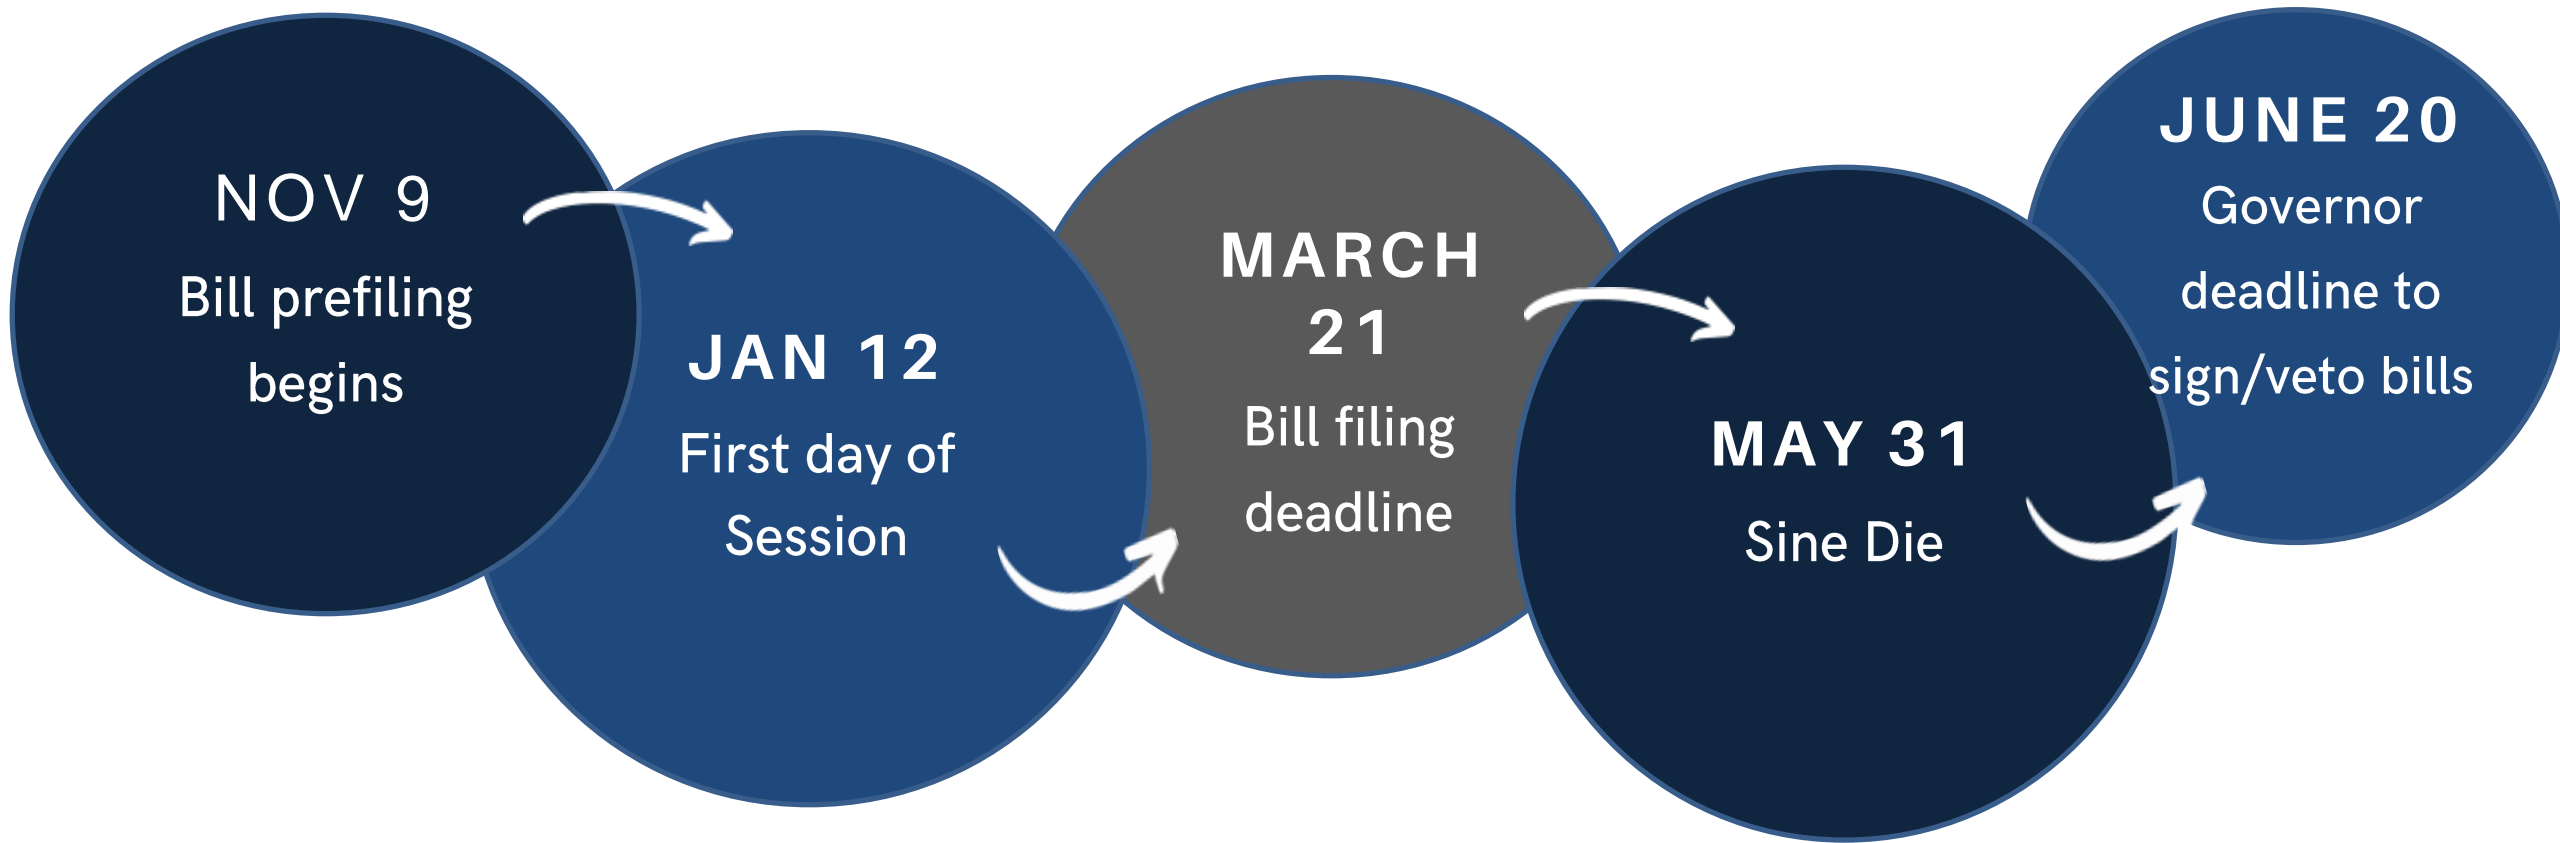 NOV 9
Bill prefiling
begins
JAN 12
First day of
Session
MARCH
21
Bill filing
deadline
MAY 31
Sine Die
JUNE 20
Governor
deadline to
sign/veto bills